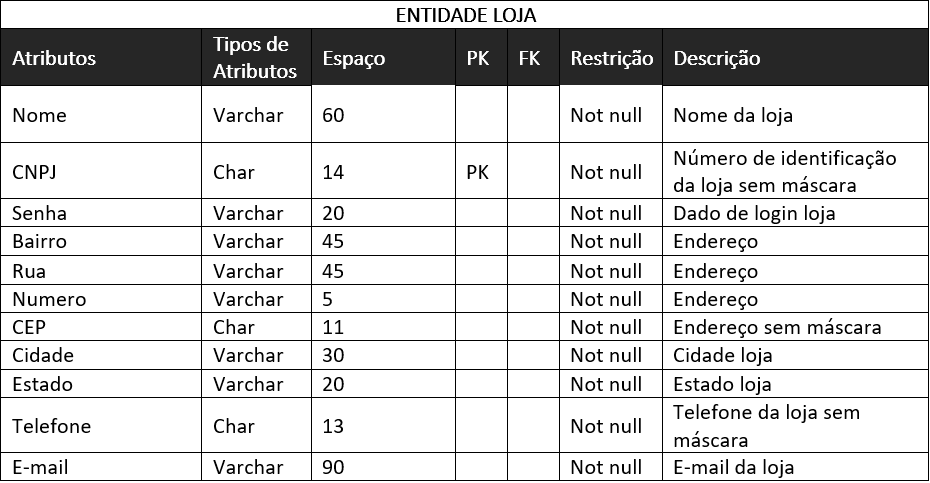 ENTIDADE LOJA
Atributos Tipos de Atributos Espaço PK FK Restrição Descrição
Nome Varchar 60 Not null Nome da loja
CNPJ Char 14 PK Not null Número de identificação da loja sem máscara
Senha Varchar 20 Not null Dado de login loja
Bairro Varchar 45 Not null Endereço
Rua Varchar 45 Not null Endereço
Numero Varchar 5 Not null Endereço
CEP Char 11 Not null Endereço sem máscara
Cidade Varchar 30 Not null Cidade loja
Estado Varchar 20 Not null Estado loja
Telefone Char 13 Not null Telefone da loja sem máscara
E-mail Varchar 90 Not null E-mail da loja